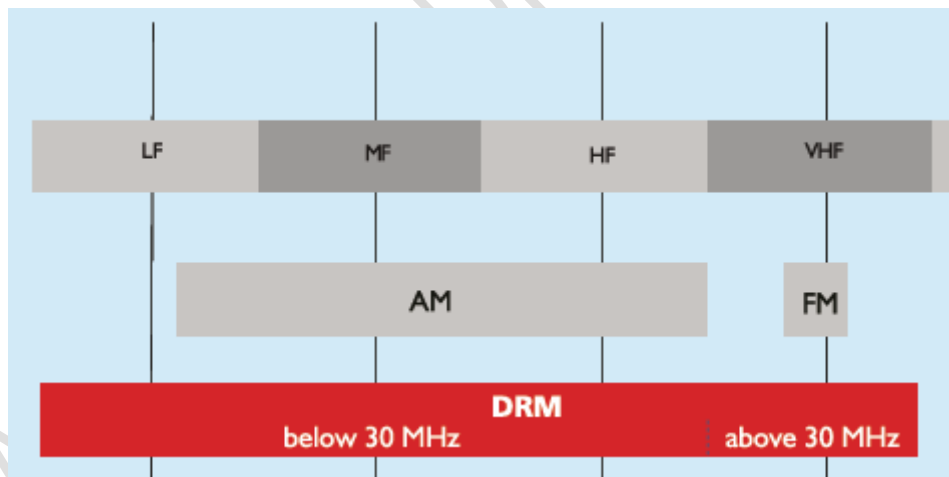 LF MF HF VHF
AM FM
DRM
below 30 MHz above 30 MHz